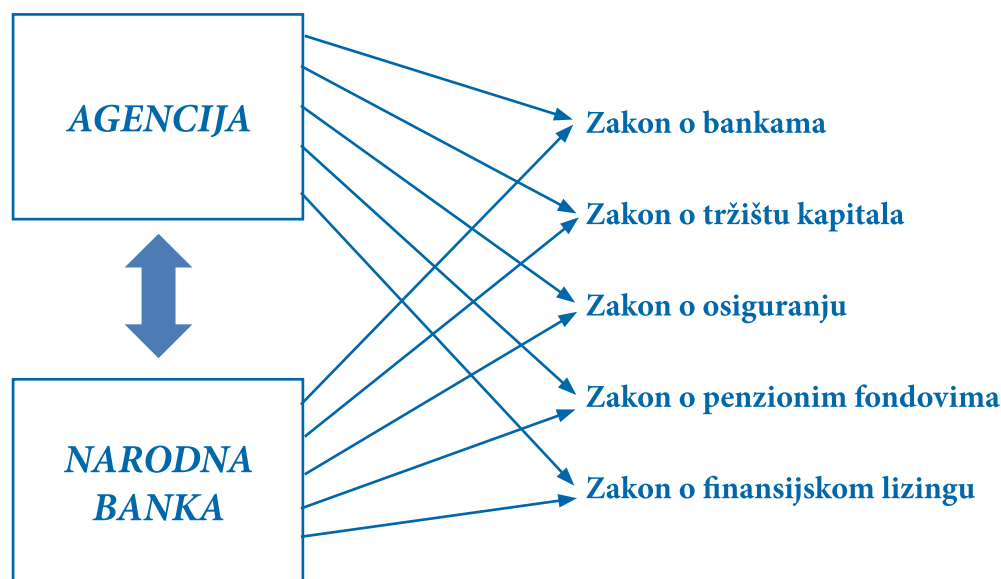 AGENCIJA
Zakon o bankama
Zakon o tržištu kapitala
Zakon o osiguranju
Zakon o penzionim fondovima
NARODNA
BANKA
Zakon o finansijskom lizingu